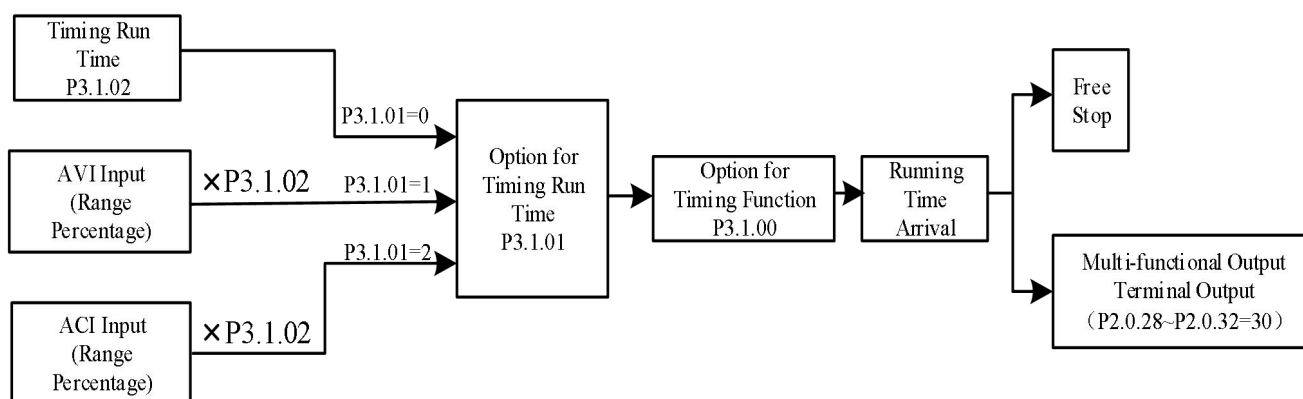 Timing Run
Time
P3.1.02
P3.1.01=0
AVI Input
(Range
Percentage)
×P3.1.02
P3.1.01=1
ACI Input
(Range
Percentage)
×P3.1.02
P3.1.01=2
Option for
Timing Run
Time
P3.1.01
Option for
Timing Function
P3.1.00
Running
Time
Arrival
Free
Stop
Multi-functional Output
Terminal Output
（P2.0.28~P2.0.32=30）